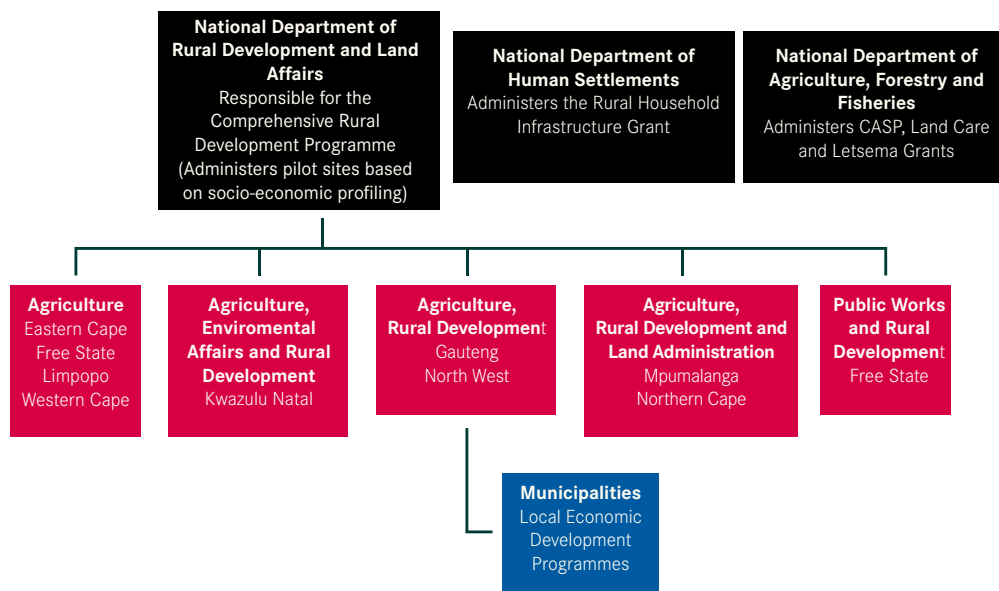 National Department of
Rural Development and Land
Affairs
Responsible for the
Comprehensive Rural
Development Programme
(Administers pilot sites based
on socio-economic profiling)
National Department of
Human Settlements
Administers the Rural Household
Infrastructure Grant
National Department of
Agriculture, Forestry and
Fisheries
Administers CASP, Land Care
and Letsema Grants
Agriculture
Eastern Cape
Free State
Limpopo
Western Cape
Agriculture,
Enviromental
Affairs and Rural
Development
Kwazulu Natal
Agriculture,
Rural Development
Gauteng
North West
Agriculture,
Rural Development and
Land Administration
Mpumalanga
Northern Cape
Public Works
and Rural
Development
Free State
Municipalities
Local Economic
Development
Programmes